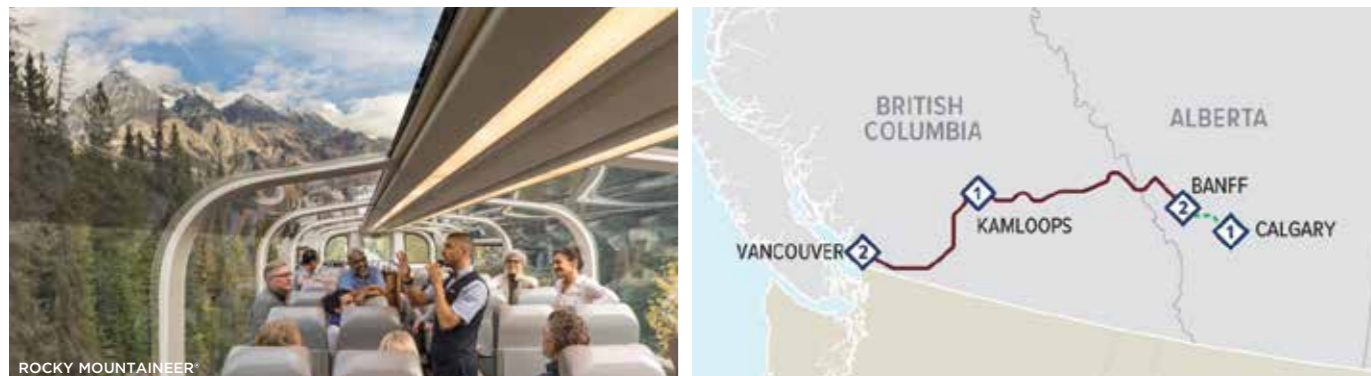 ROCKY MOUNTAINEER®
BRITISH
COLUMBIA
ALBERTA
1
KAMLOOPS
BANFF
2
1
CALGARY
VANCOUVER
2